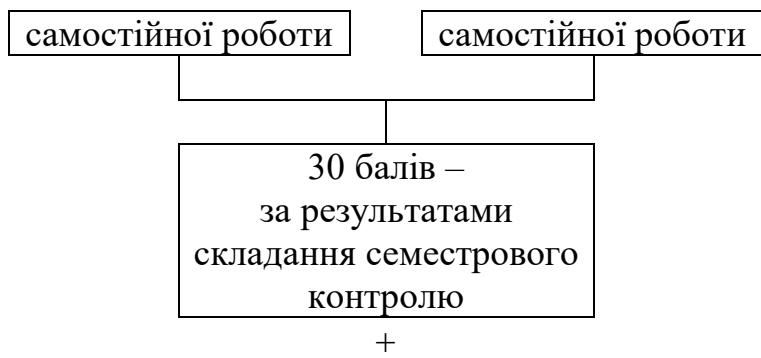 самостійної роботи
самостійної роботи
30 балів –
за результатами
складання семестрового
контролю
+